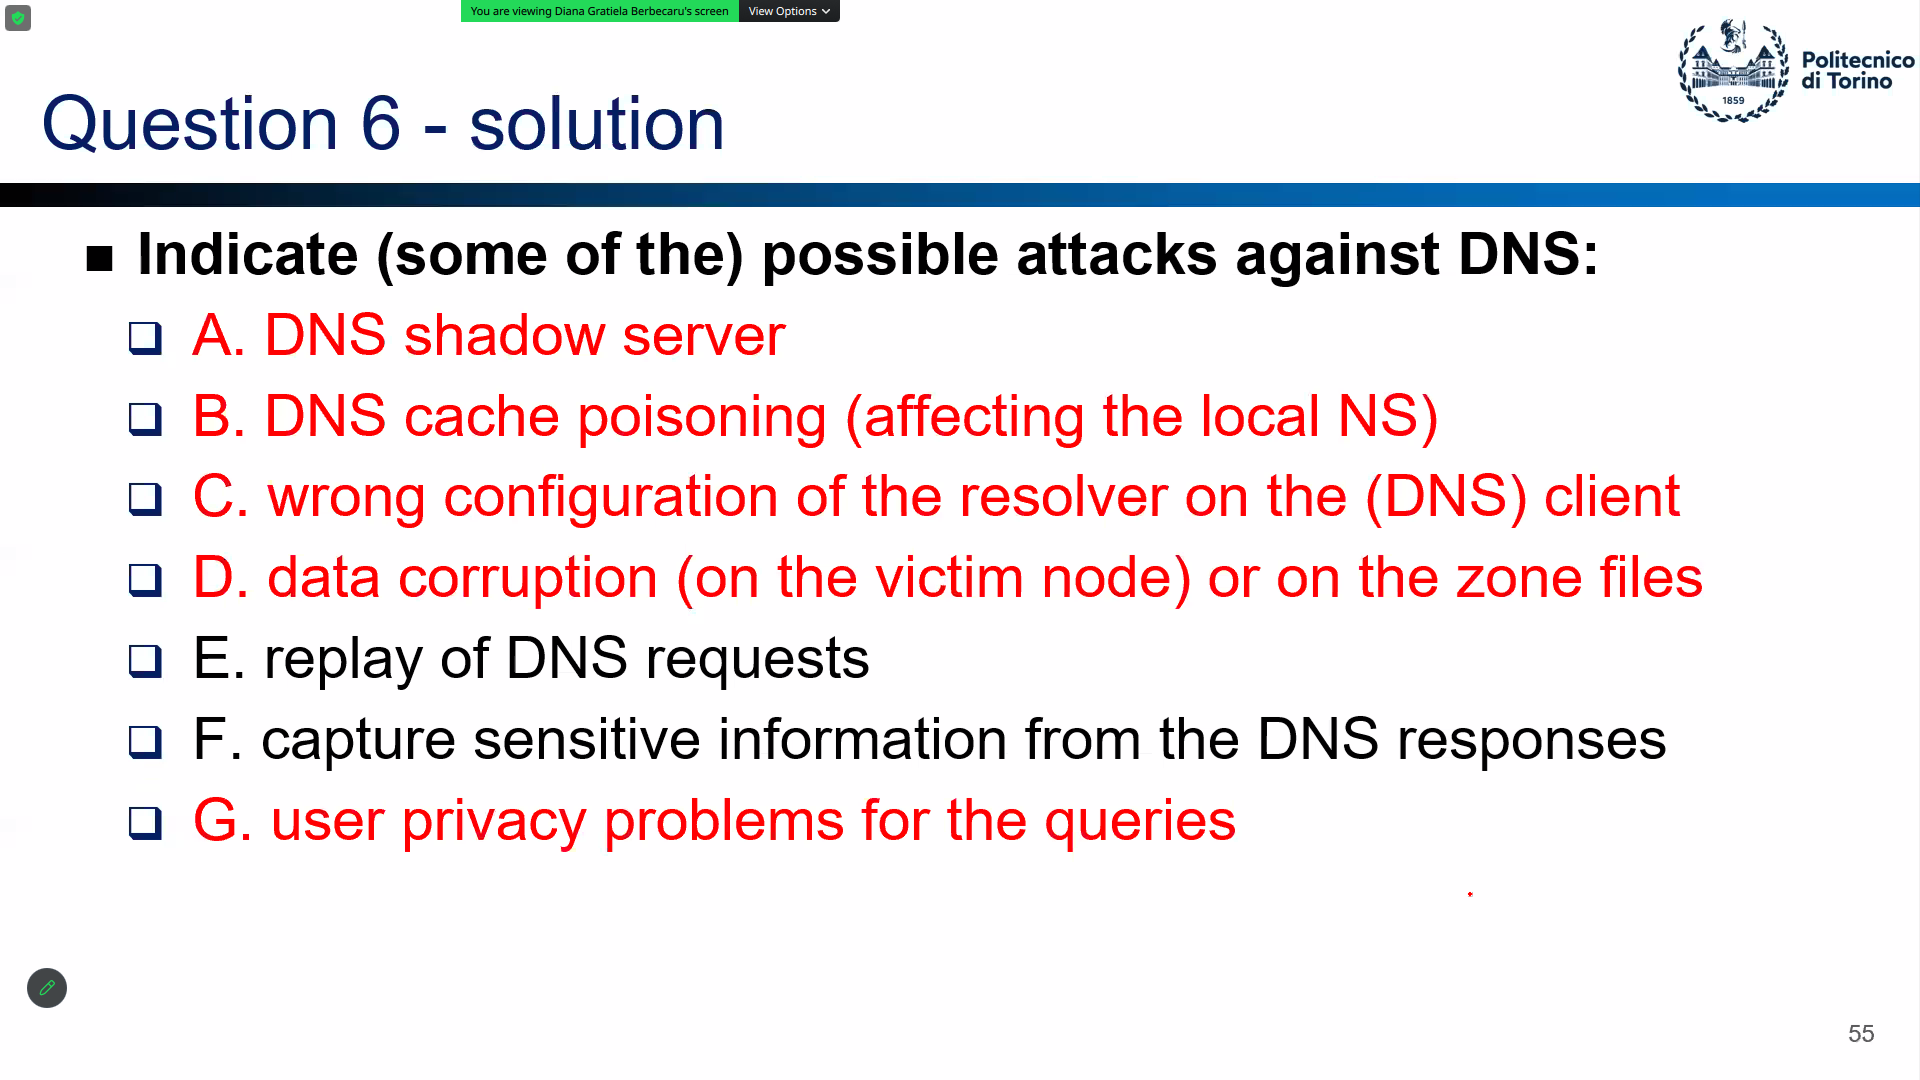 You are viewing Diana Gratiela Berbecaru's screen
View Options
Politecnico
di Torino
1859
Question 6 - solution
Indicate (some of the) possible attacks against DNS:
A. DNS shadow server
B. DNS cache poisoning (affecting the local NS)
C. wrong configuration of the resolver on the (DNS) client
D. data corruption (on the victim node) or on the zone files
E. replay of DNS requests
F. capture sensitive information from the DNS responses
G. user privacy problems for the queries
55